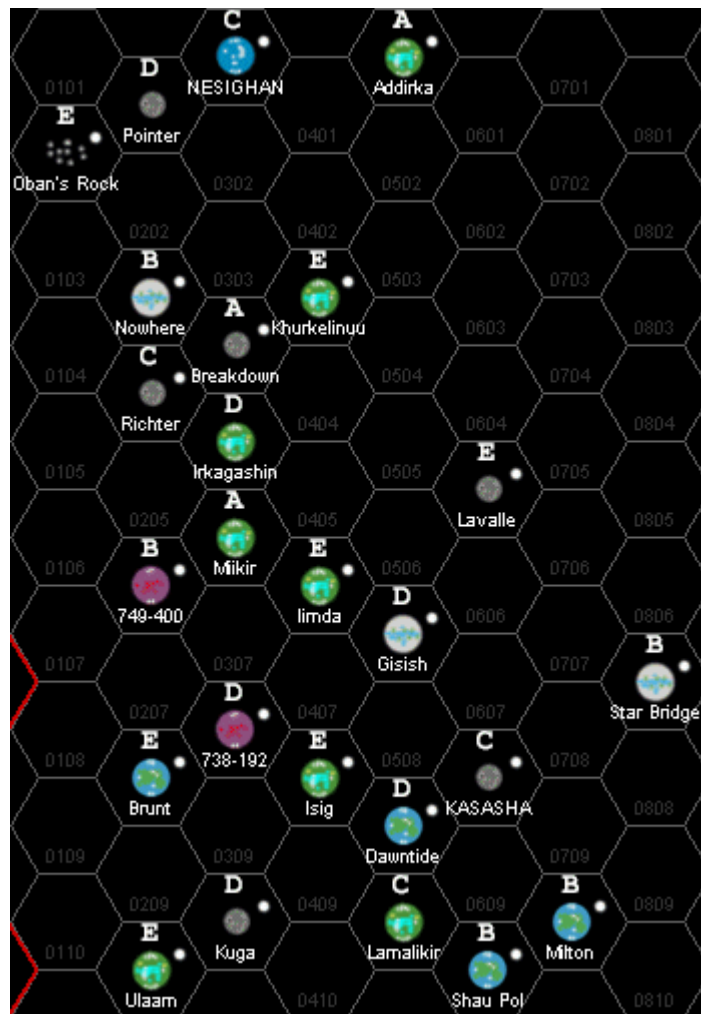 C
A
0101
NESIGHAN
Addirka
0701
D
Pointer
0401
0601
0801
E
Oban's Rock
0302
0502
0702
0202
0402
0602
0802
0103
B
Nowhere
0303
E
Khurkelinuu
0503
0703
A
Breakdown
0603
0803
0104
C
Richter
0504
0704
D
Irkagashin
0404
0604
0804
0105
0505
E
Lavalle
0705
0205
A
Miikir
0405
0805
0106
B
749-400
E
Iimda
0506
0706
D
Gisish
0606
0806
0107
0307
0707
B
Star Bridge
0207
D
738-192
0407
0607
0108
E
Brunt
E
Isig
0508
C
KASASHA
0708
D
Dawntide
0808
0109
0309
0709
0209
D
Kuga
0409
C
Lamalikir
0609
B
Milton
0809
0110
E
Ulaam
0410
B
Shau Pol
0810